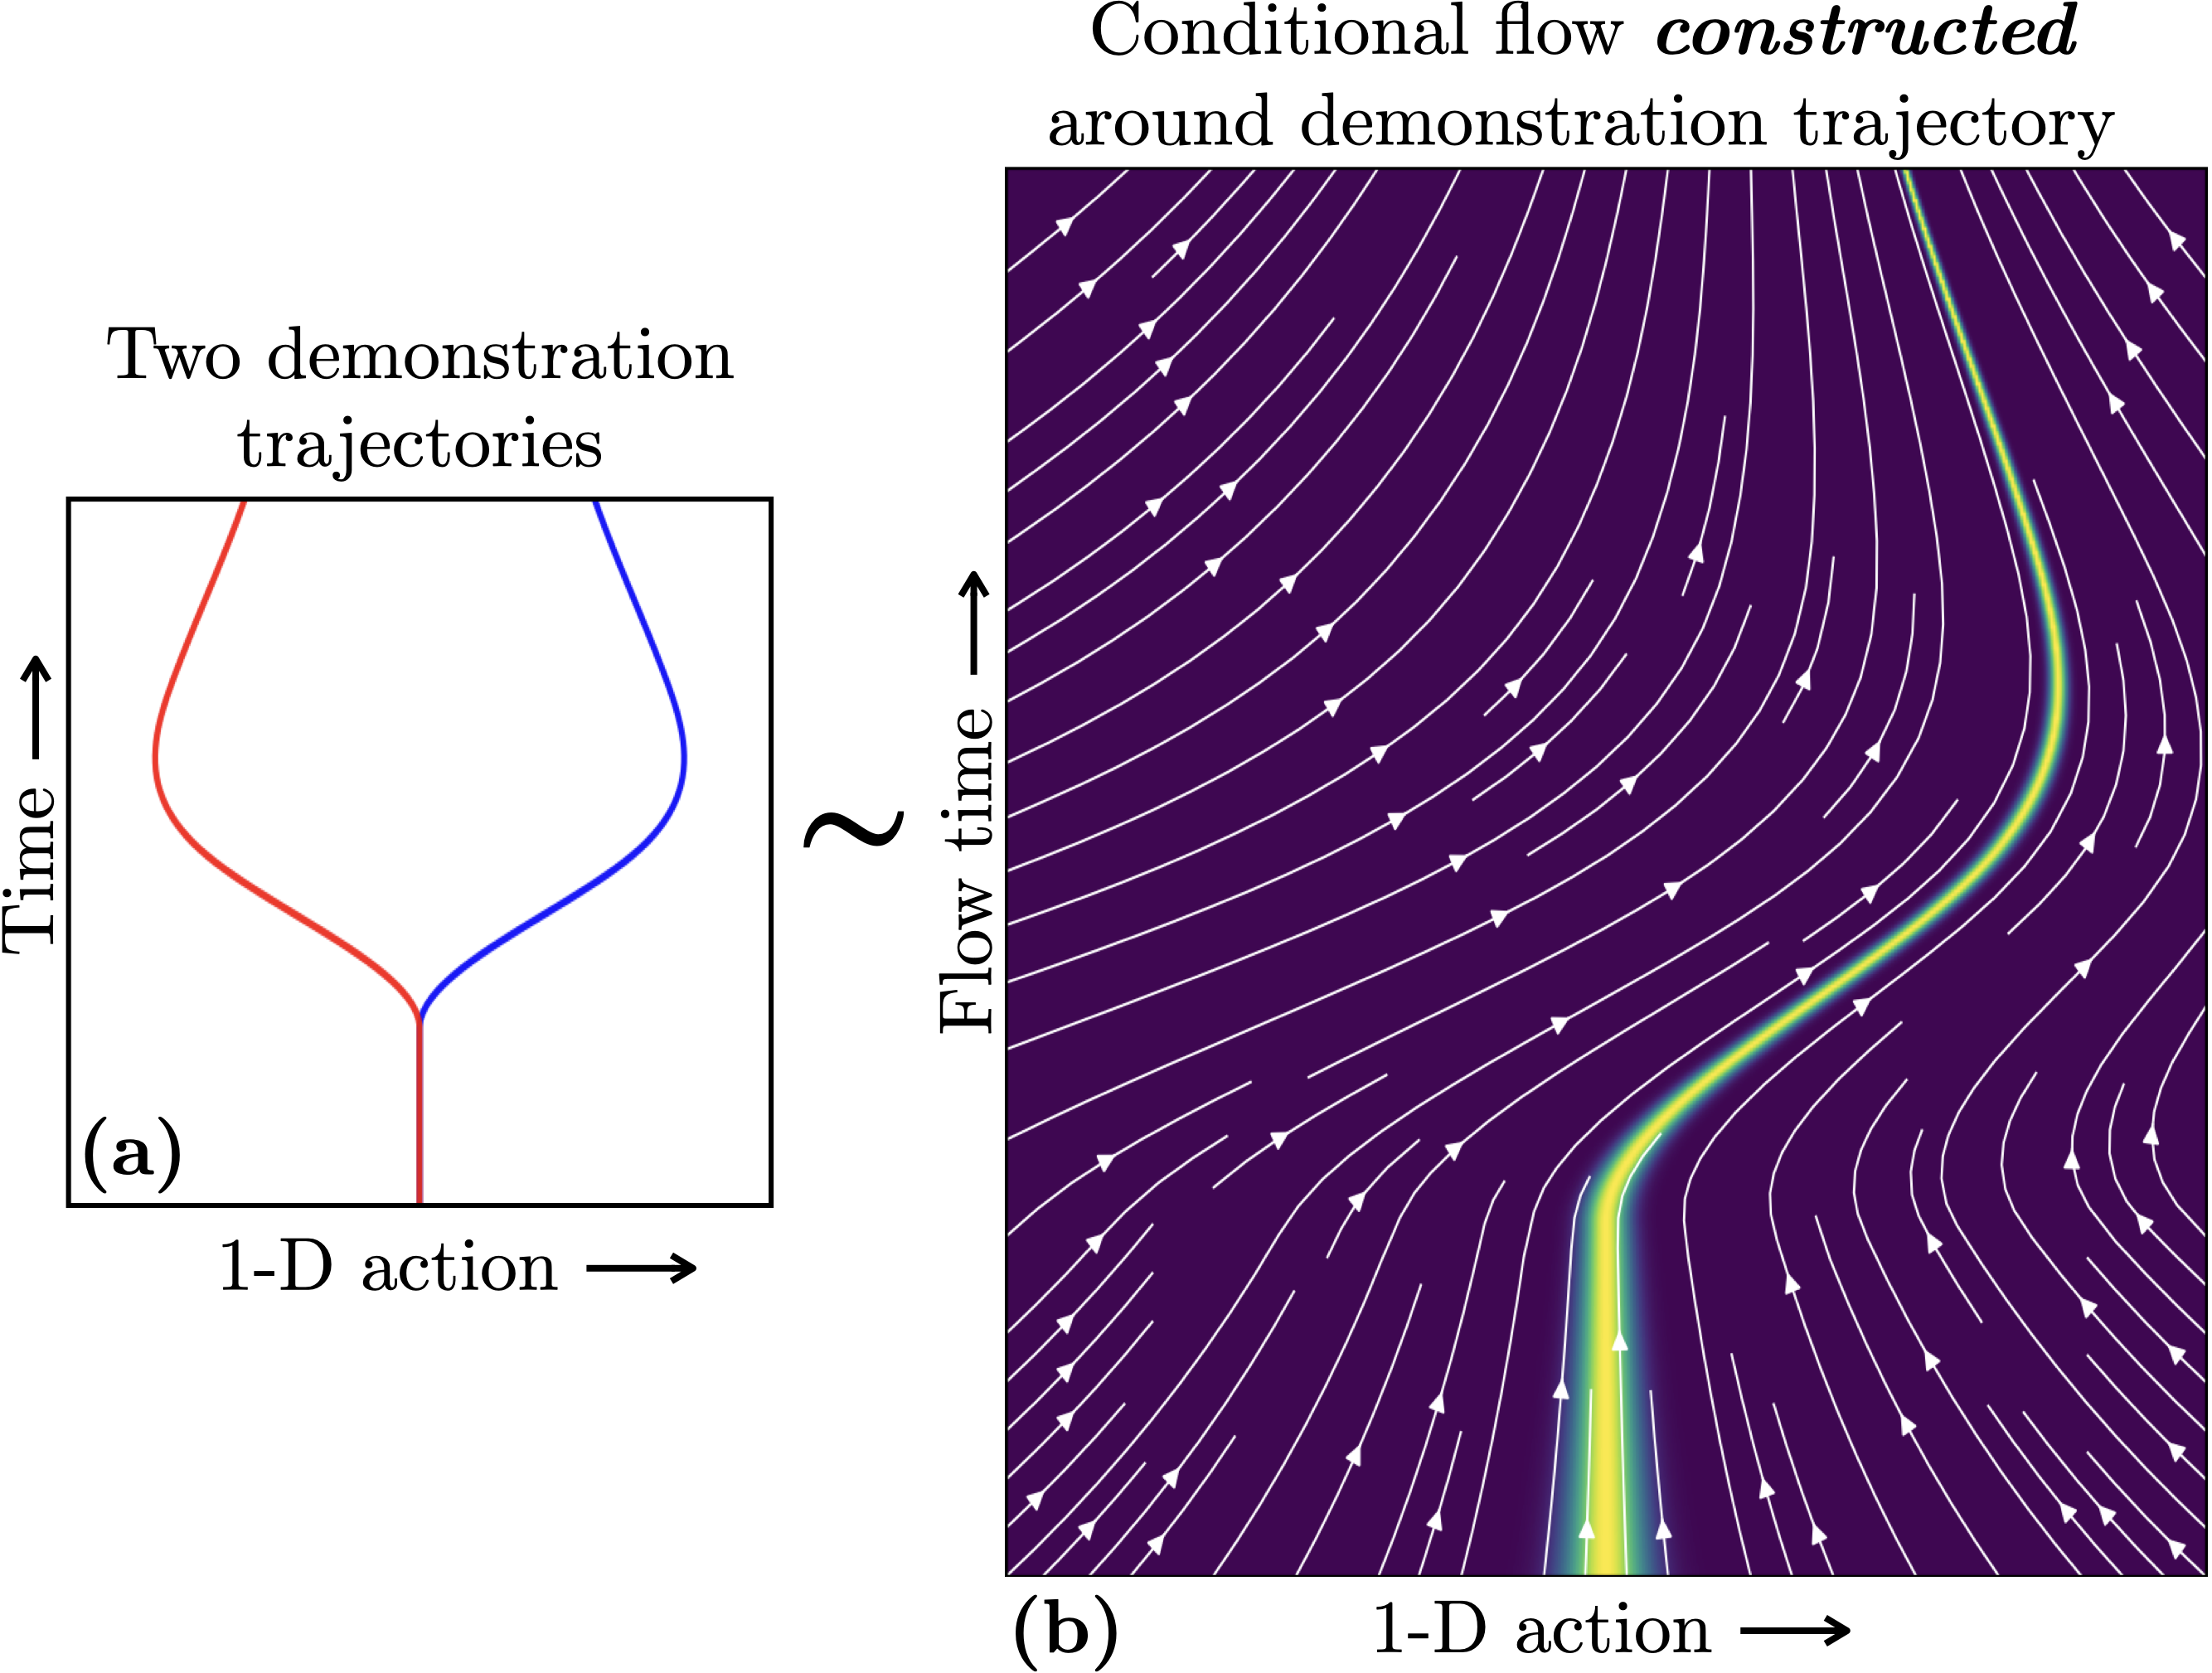 Two demonstration
trajectories
Time
(a)
1-D action
~
Conditional flow constructed
around demonstration trajectory
Flow time
(b)
1-D action